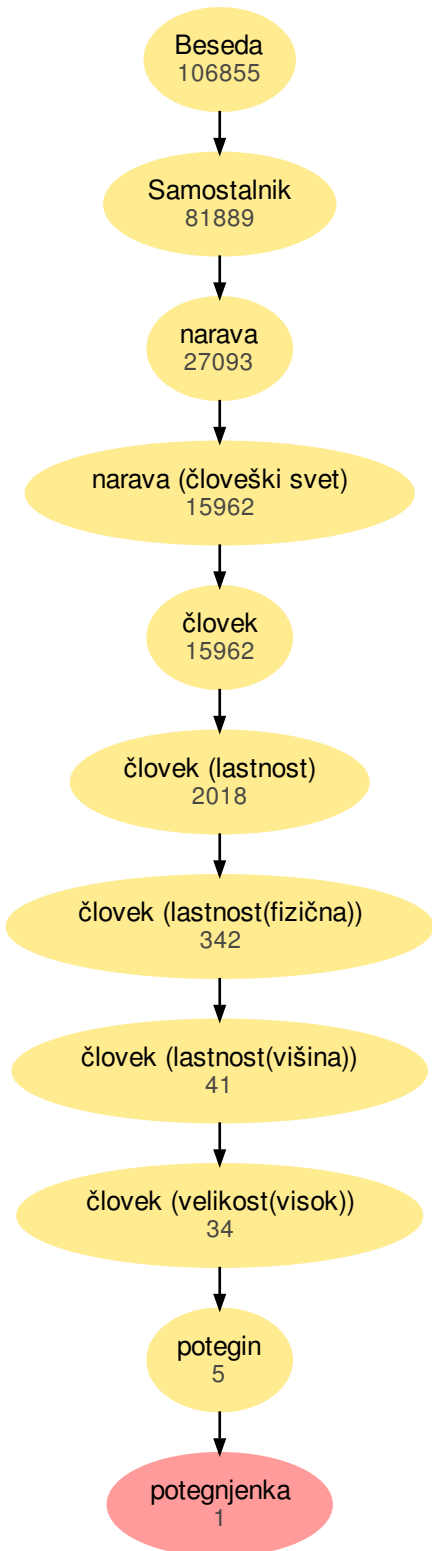 Beseda
106855
Samostalnik
81889
narava
27093
narava (človeški svet)
15962
človek
15962
človek (lastnost)
2018
človek (lastnost(fizična))
342
človek (lastnost(višina))
41
človek (velikost(visok))
34
potegin
5
potegnjenka
1